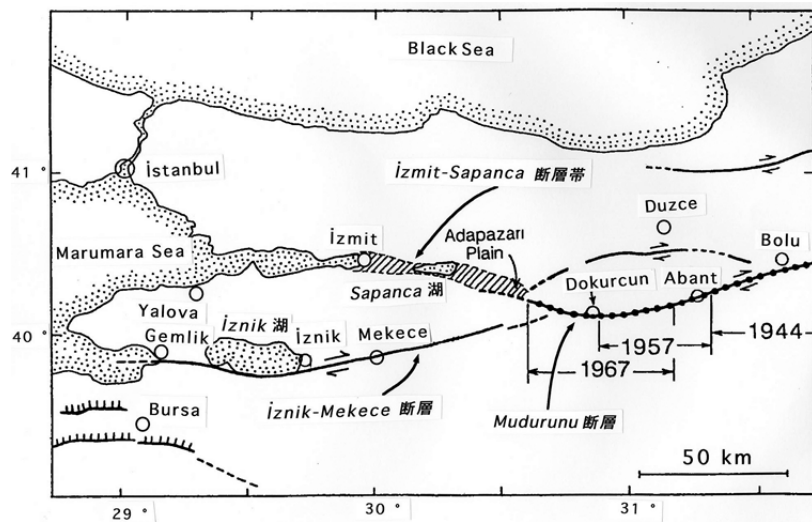 Black Sea
41 °
İstanbul
İzmit-Sapanca 断層帯
Duzce
Bolu
Marumara Sea
İzmit
Adapazarı
Plain
Sapanca 湖
Dokurcun
Abant
Yalova
40 °
Gemlik
İznik 湖
İznik
Mekece
1944
1957
1967
Bursa
İznik-Mekece 断層
Mudurunu 断層
50 km
29 °
30 °
31 °